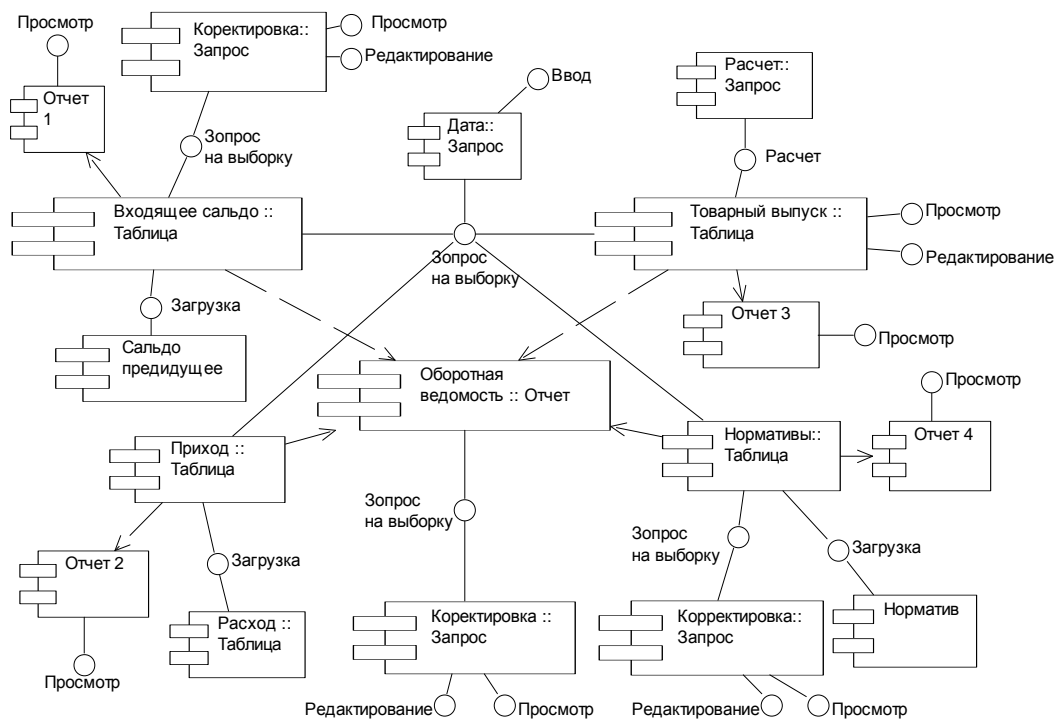 Просмотр
Коректировка::
Запрос
Просмотр
Редактирование
Отчет
1
Зопрос
на выборку
Ввод
Дата::
Запрос
Расчет::
Запрос
Расчет
Входящее сальдо ::
Таблица
Зопрос
на выборку
Товарный выпуск ::
Таблица
Просмотр
Редактирование
Загрузка
Сальдо
предидущее
Отчет 3
Просмотр
Оборотная
ведомость :: Отчет
Просмотр
Приход ::
Таблица
Нормативы::
Таблица
Отчет 4
Зопрос
на выборку
Отчет 2
Загрузка
Зопрос
на выборку
Загрузка
Расход ::
Таблица
Коректировка ::
Запрос
Корректировка::
Запрос
Норматив
Просмотр
Редактирование
Просмотр
Редактирование
Просмотр